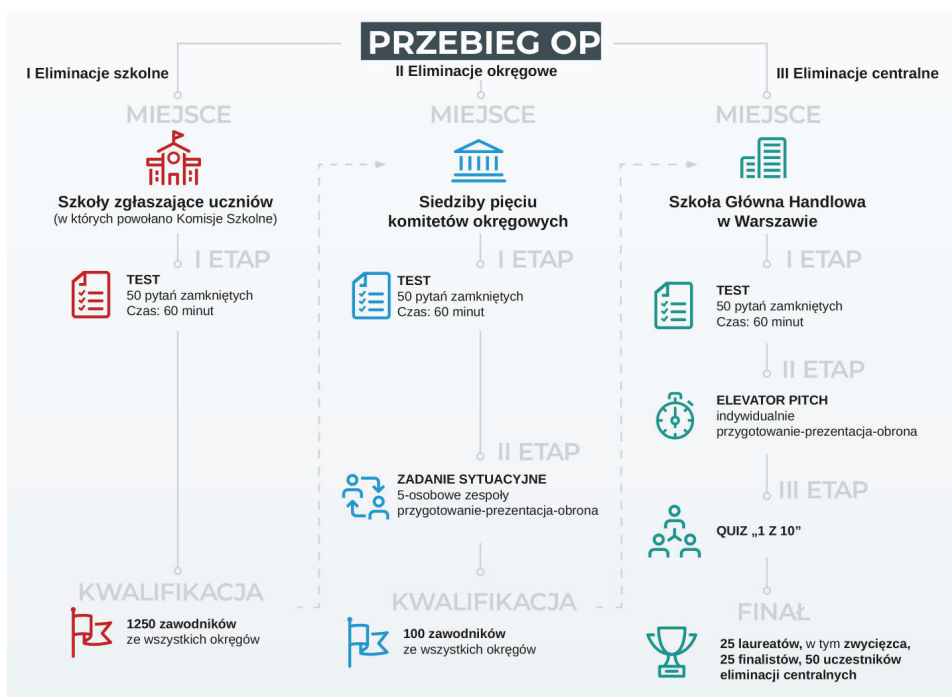 PRZEBIEG OP
I Eliminacje szkolne
MIEJSCE
Szkoły zgłaszające uczniów
(w których powołano Komisje Szkolne)
I ETAP
TEST
50 pytań zamkniętych
Czas: 60 minut
KWALIFIKACJA
1250 zawodników
ze wszystkich okręgów
II Eliminacje okręgowe
MIEJSCE
Siedziby pięciu
komitetów okręgowych
I ETAP
TEST
50 pytań zamkniętych
Czas: 60 minut
II ETAP
ZADANIE SYTUACYJNE
5-osobowe zespoły
przygotowanie-prezentacja-obrona
KWALIFIKACJA
100 zawodników
ze wszystkich okręgów
III Eliminacje centralne
MIEJSCE
Szkoła Główna Handlowa
w Warszawie
I ETAP
TEST
50 pytań zamkniętych
Czas: 60 minut
II ETAP
ELEVATOR PITCH
indywidualnie
przygotowanie-prezentacja-obrona
III ETAP
QUIZ „1 Z 10”
FINAŁ
25 laureatów, w tym zwycięzca,
25 finalistów, 50 uczestników
eliminacji centralnych